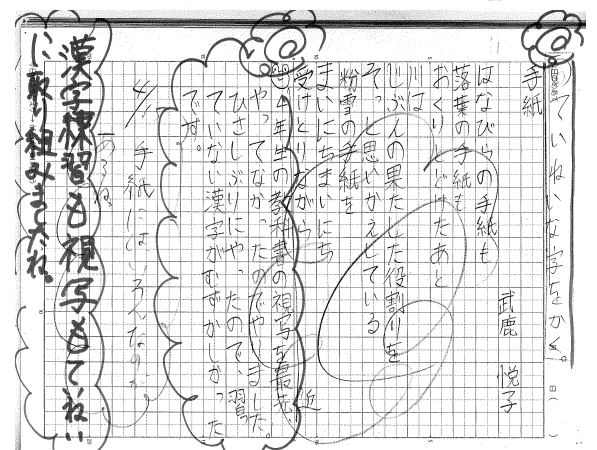 ていねいな字をかく。
手紙
武鹿 悦子
はなびらの手紙も
落葉の手紙も
おくりとどけたあと
川は
じぶんの果たした役割りを
そっと思いかえしている
粉雪の手紙を
まいにちまいにち
受けとりながら
4年生の教科書の視写を最近
やってなかったのでやりました。
ひさしぶりにやったので、習
ていない漢字がむずかしかった
です。
4/1 手紙にはいろんなのが
あるね。
漢字練習も視写もていねい
に取り組みましたね。